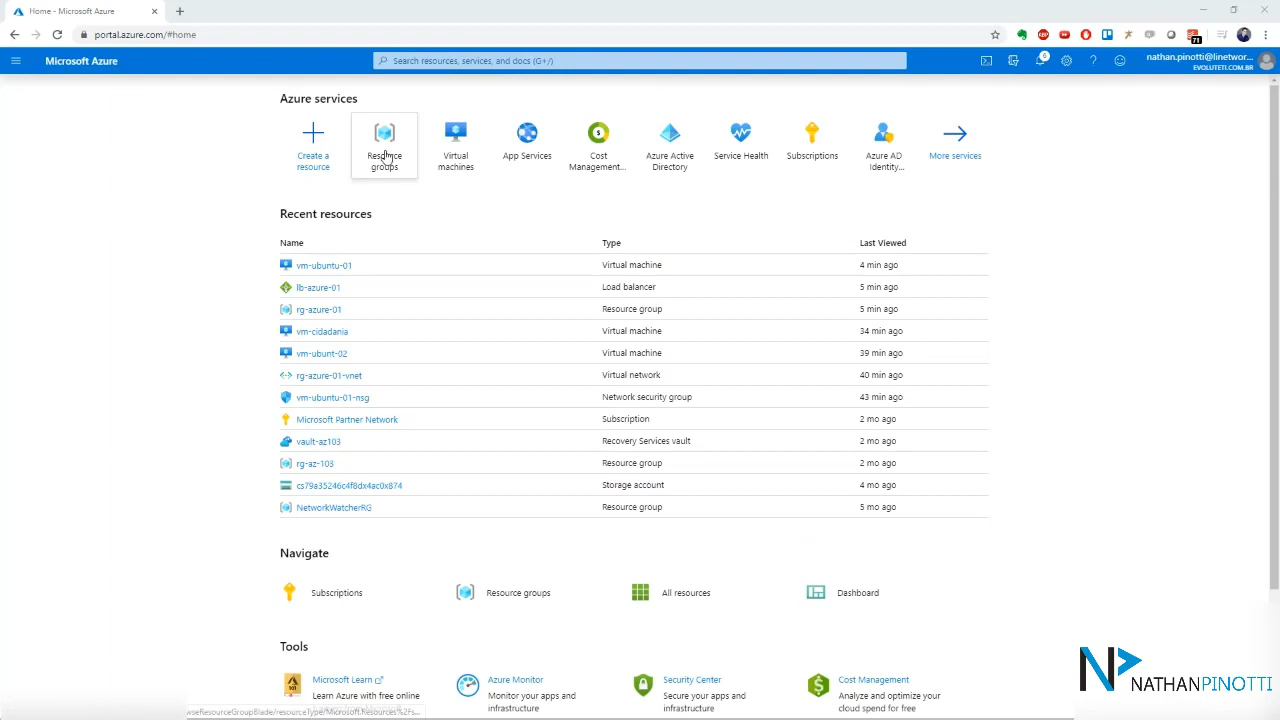 Home - Microsoft Azure
portal.azure.com/#home
71
Microsoft Azure
Search resources, services, and docs (G+/)
6
nathan.pinotti@linetwor...
EVOLUTETI.COM.BR
Azure services
Create a resource
Resource groups
Virtual machines
App Services
Cost Management...
Azure Active Directory
Service Health
Subscriptions
Azure AD Identity...
More services
Recent resources
Name Type Last Viewed
vm-ubuntu-01 Virtual machine 4 min ago
lb-azure-01 Load balancer 5 min ago
rg-azure-01 Resource group 5 min ago
vm-cidadania Virtual machine 34 min ago
vm-ubunt-02 Virtual machine 39 min ago
rg-azure-01-vnet Virtual network 40 min ago
vm-ubuntu-01-nsg Network security group 43 min ago
Microsoft Partner Network Subscription 2 mo ago
vault-az103 Recovery Services vault 2 mo ago
rg-az-103 Resource group 2 mo ago
cs79a35246c4f8dx4ac0x874 Storage account 4 mo ago
NetworkWatcherRG Resource group 5 mo ago
Navigate
Subscriptions Resource groups All resources Dashboard
Tools
Microsoft Learn
Learn Azure with free online
Azure Monitor
Monitor your apps and
infrastructure
Security Center
Secure your apps and
infrastructure
Cost Management
Analyze and optimize your
cloud spend for free
wseResourceGroupBlade/resourceType/Microsoft.Resources%2Fs...
NP
NATHANPINOTTI